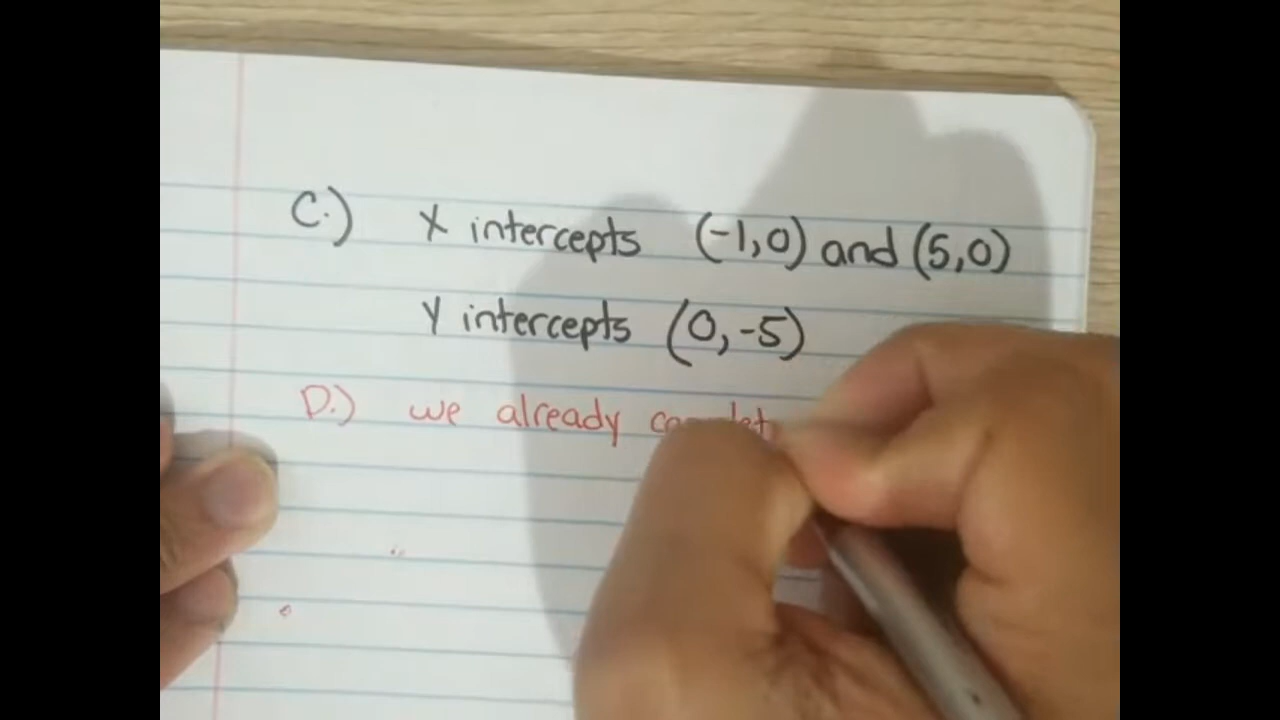 C.) X intercepts (-1,0) and (5,0)
Y intercepts (0,-5)
D.) we already